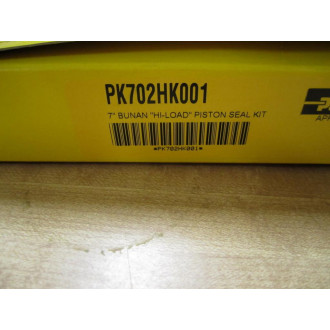 PK702HK001
7" BUNAN "HI-LOAD" PISTON SEAL KIT
*PK702HK001*